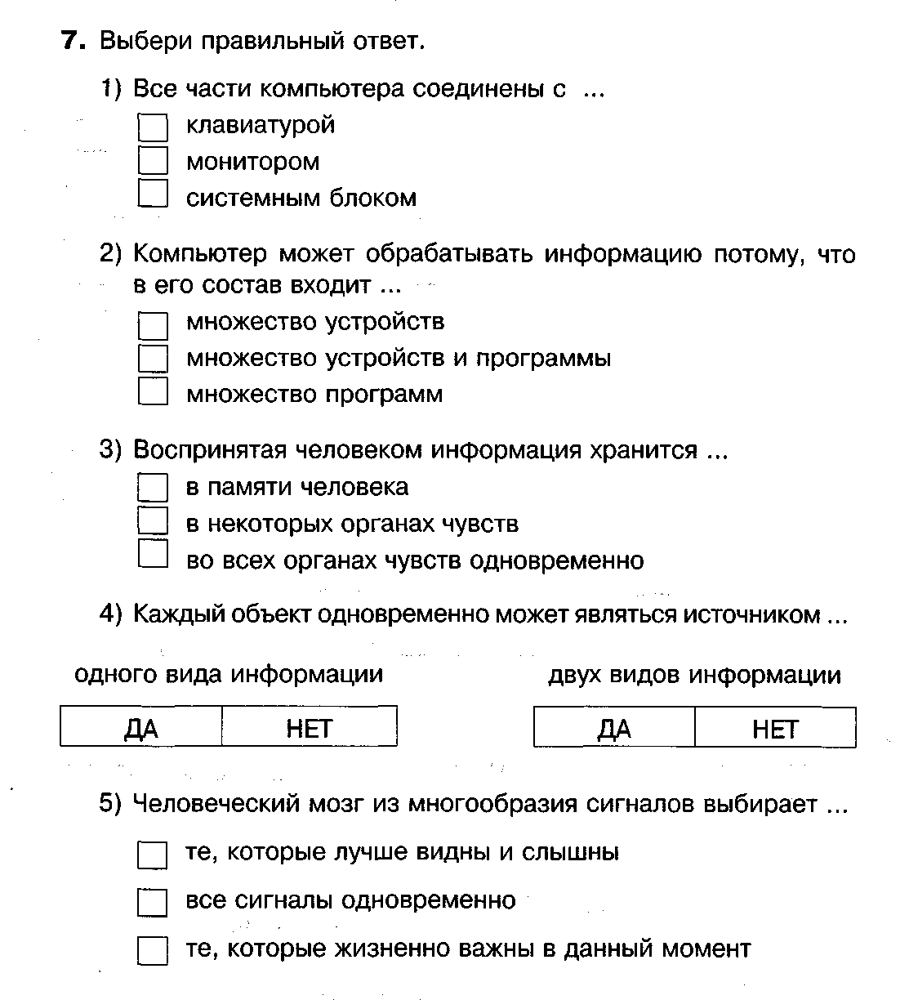 7. Выбери правильный ответ.
1) Все части компьютера соединены с ...
клавиатурой
монитором
системным блоком
2) Компьютер может обрабатывать информацию потому, что
в его состав входит ...
множество устройств
множество устройств и программы
множество программ
3) Воспринятая человеком информация хранится ...
в памяти человека
в некоторых органах чувств
во всех органах чувств одновременно
4) Каждый объект одновременно может являться источником ...
одного вида информации двух видов информации
ДА НЕТ ДА НЕТ
5) Человеческий мозг из многообразия сигналов выбирает ...
те, которые лучше видны и слышны
все сигналы одновременно
те, которые жизненно важны в данный момент